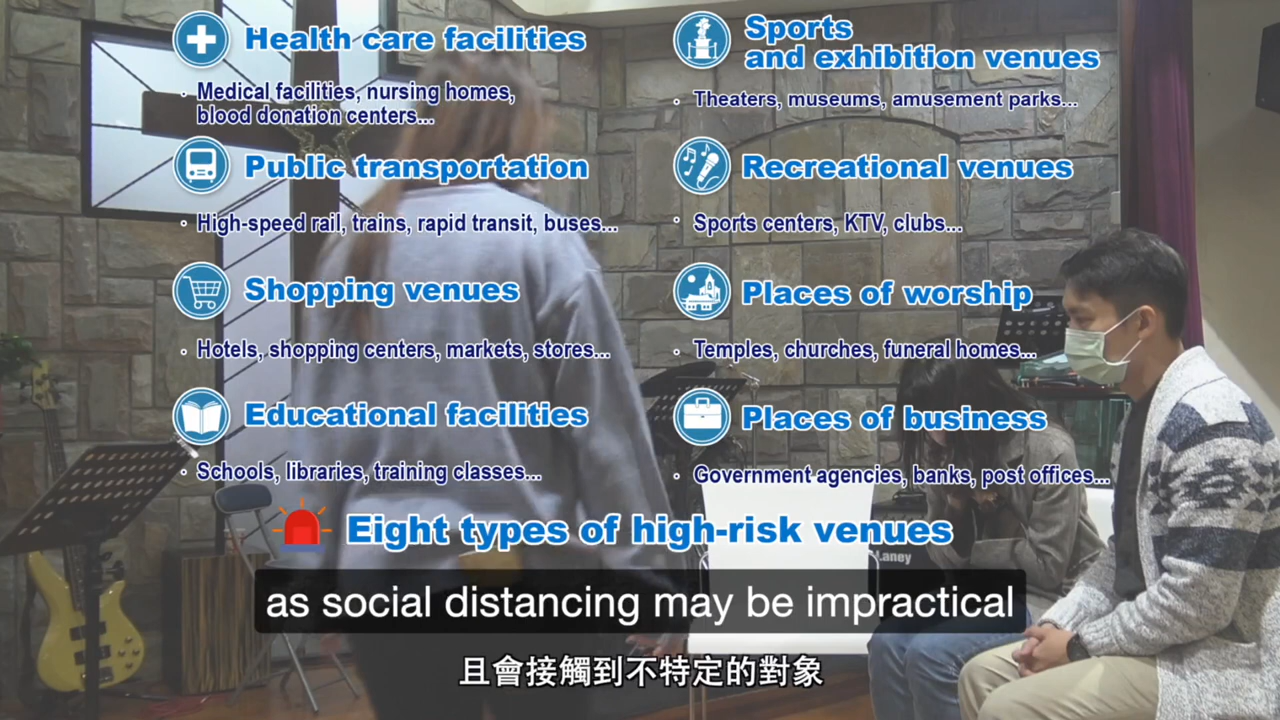 Health care facilities
Medical facilities, nursing homes,
blood donation centers...
Public transportation
High-speed rail, trains, rapid transit, buses...
Shopping venues
Hotels, shopping centers, markets, stores...
Educational facilities
Schools, libraries, training classes...
Sports
and exhibition venues
Theaters, museums, amusement parks...
Recreational venues
Sports centers, KTV, clubs...
Places of worship
Temples, churches, funeral homes...
Places of business
Government agencies, banks, post offices...
Eight types of high-risk venues
Laney
as social distancing may be impractical
且會接觸到不特定的對象